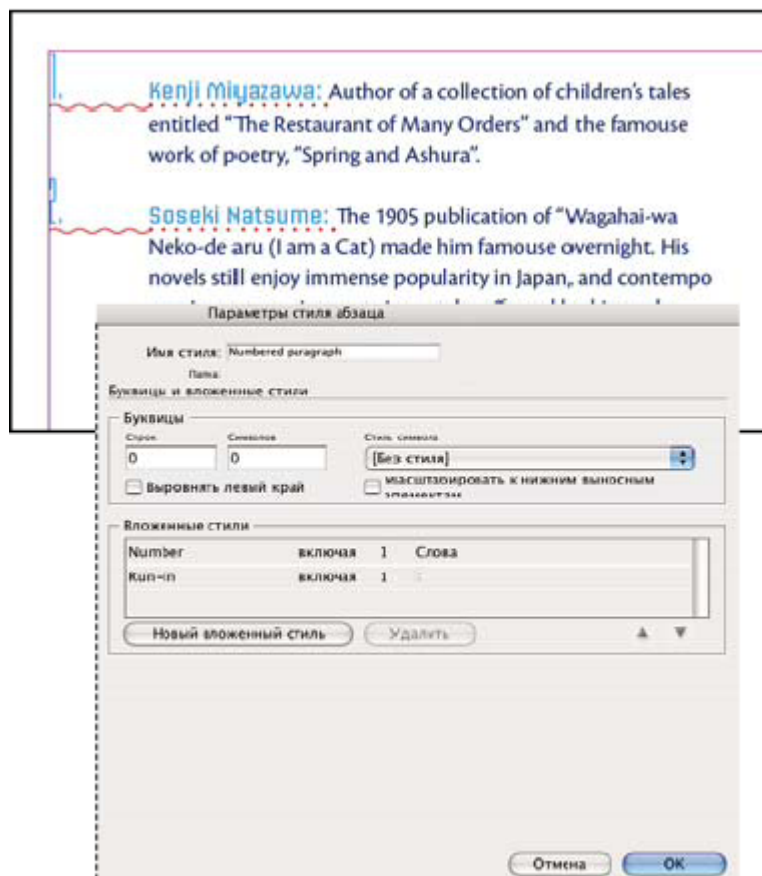 1. Kenji Miyazawa: Author of a collection of children's tales
entitled “The Restaurant of Many Orders” and the famouse
work of poetry, “Spring and Ashura”.
2. Soseki Natsume: The 1905 publication of “Wagahai-wa
Neko-de aru (I am a Cat) made him famouse overnight. His
novels still enjoy immense popularity in Japan, and contempo
Параметры стиля абзаца
Имя стиля: Numbered paragraph
Буквицы и вложенные стили
Буквицы
Строк Символов Стиль символа
0 0 [Без стиля]
Выровнять левый край Масштабировать к нижним выносным
элементам
Вложенные стили
Number включая 1 Слова
Run-in включая 1 :
Новый вложенный стиль Удалить
Отмена OK